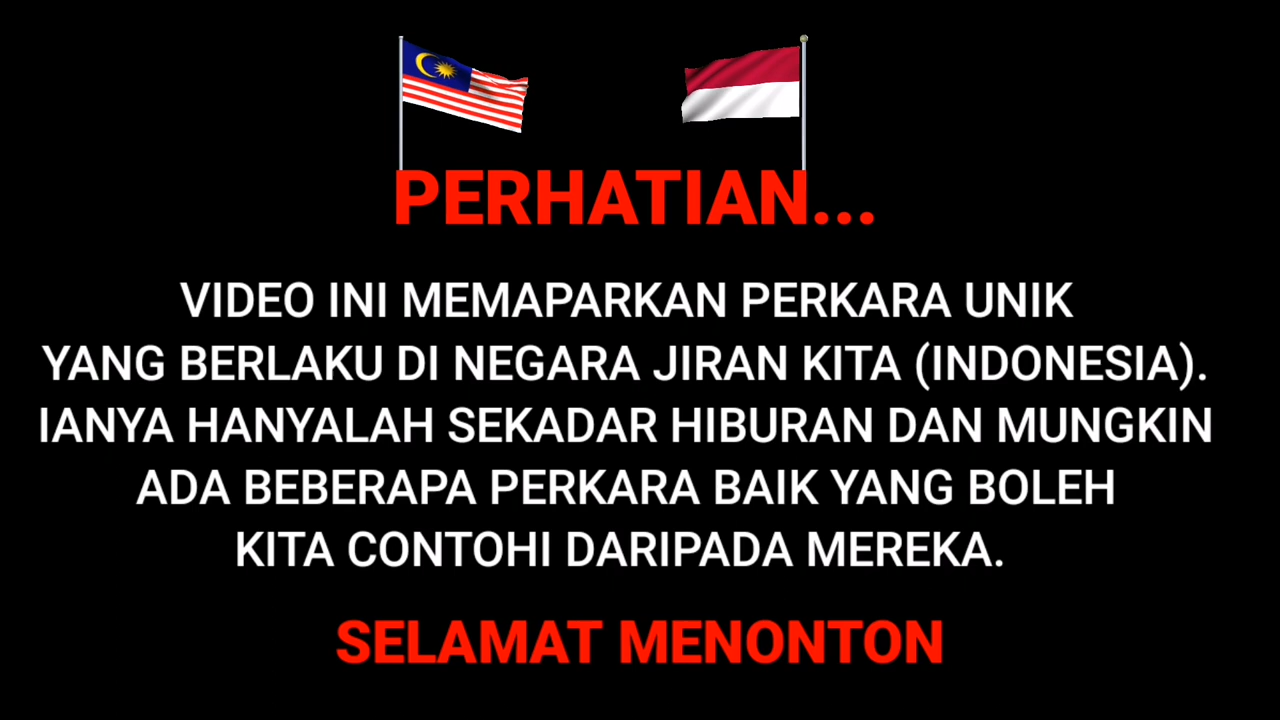 PERHATIAN...
VIDEO INI MEMAPARKAN PERKARA UNIK
YANG BERLAKU DI NEGARA JIRAN KITA (INDONESIA).
IANYA HANYALAH SEKADAR HIBURAN DAN MUNGKIN
ADA BEBERAPA PERKARA BAIK YANG BOLEH
KITA CONTOHI DARIPADA MEREKA.
SELAMAT MENONTON